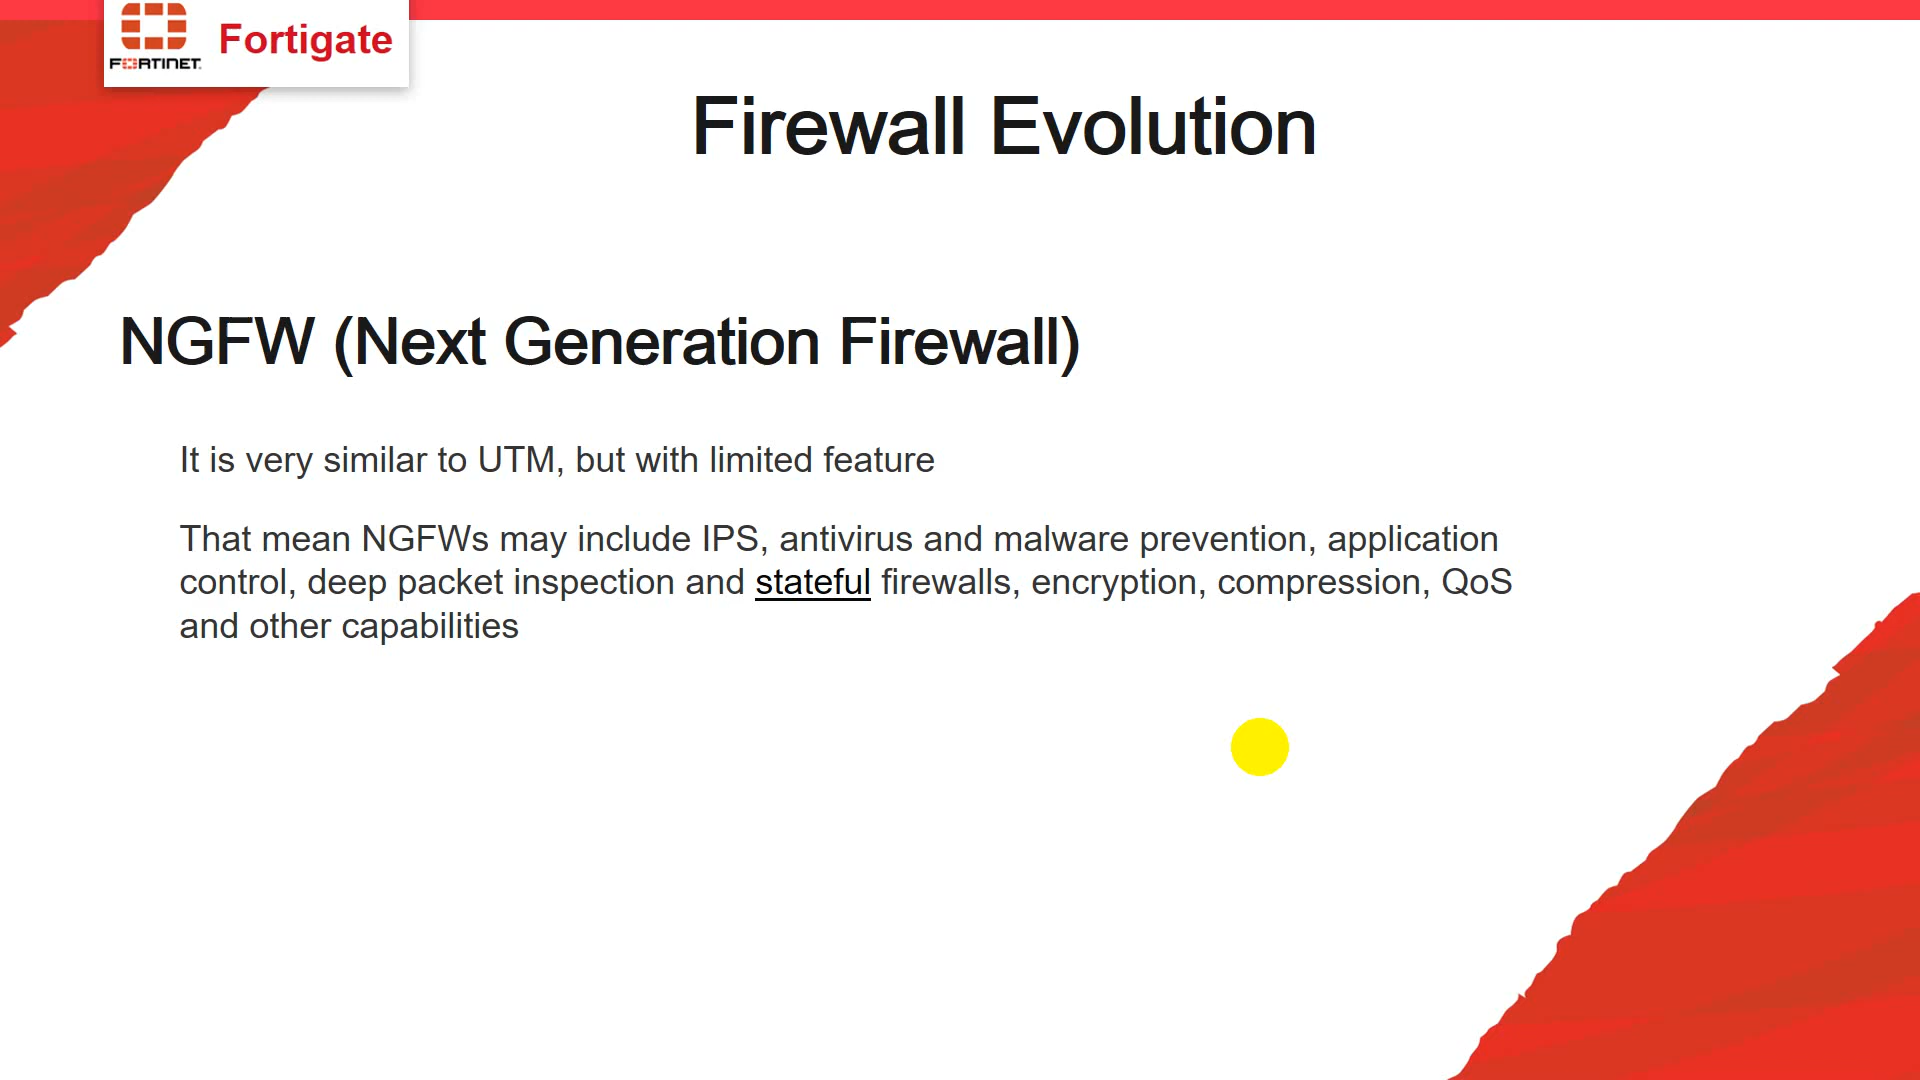 FORTINET
Fortigate
Firewall Evolution
NGFW (Next Generation Firewall)
It is very similar to UTM, but with limited feature
That mean NGFWs may include IPS, antivirus and malware prevention, application
control, deep packet inspection and stateful firewalls, encryption, compression, QoS
and other capabilities